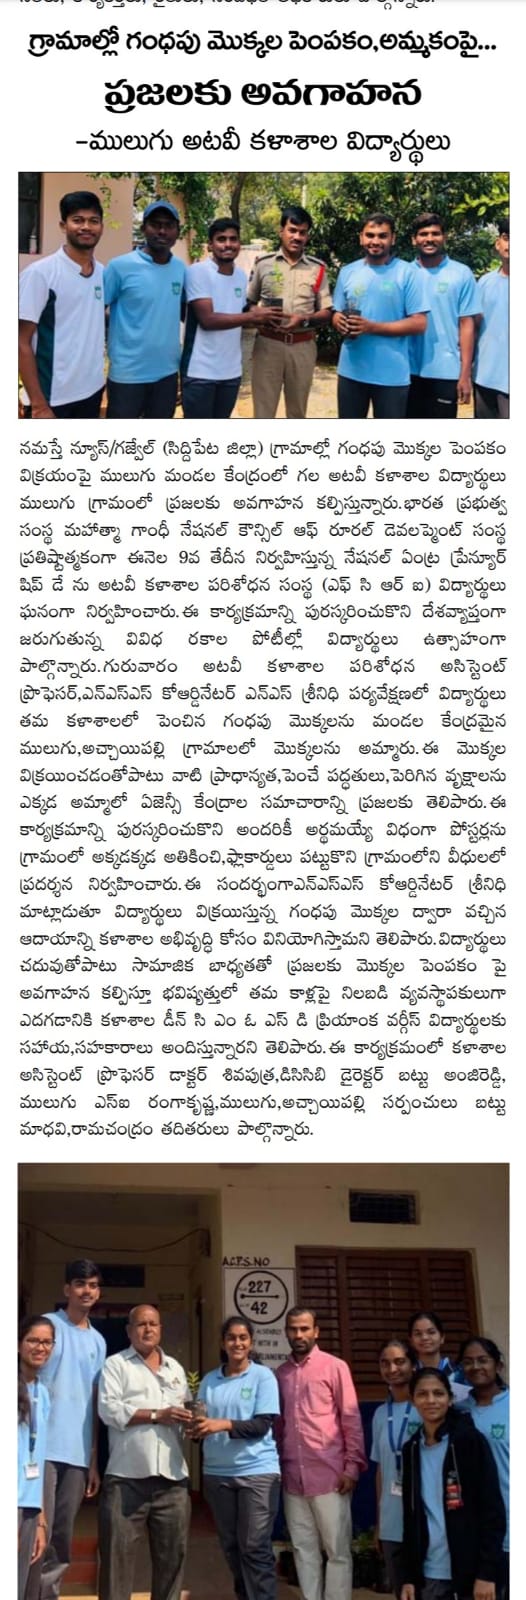 గ్రామాల్లో గంధపు మొక్కల పెంపకం,అమ్మకంపై...
ప్రజలకు అవగాహన
-ములుగు అటవీ కళాశాల విద్యార్థులు
నమస్తే న్యూస్/గజ్వేల్ (సిద్దిపేట జిల్లా) గ్రామాల్లో గంధపు మొక్కల పెంపకం
విక్రయంపై ములుగు మండల కేంద్రంలో గల అటవీ కళాశాల విద్యార్థులు
ములుగు గ్రామంలో ప్రజలకు అవగాహన కల్పిస్తున్నారు.భారత ప్రభుత్వ
సంస్థ మహాత్మా గాంధీ నేషనల్ కౌన్సిల్ ఆఫ్ రూరల్ డెవలప్మెంట్ సంస్థ
ప్రతిష్టాత్మకంగా ఈనెల 9వ తేదీన నిర్వహిస్తున్న నేషనల్ ఏంట్ర ప్రేన్యూర్
షిప్ డే ను అటవీ కళాశాల పరిశోధన సంస్థ (ఎఫ్ సి ఆర్ ఐ) విద్యార్థులు
ఘనంగా నిర్వహించారు.ఈ కార్యక్రమాన్ని పురస్కరించుకొని దేశవ్యాప్తంగా
జరుగుతున్న వివిధ రకాల పోటీల్లో విద్యార్థులు ఉత్సాహంగా
పాల్గొన్నారు.గురువారం అటవీ కళాశాల పరిశోధన అసిస్టెంట్
ప్రొఫెసర్,ఎన్ఎస్ఎస్ కోఆర్డినేటర్ ఎన్ఎస్ శ్రీనిధి పర్యవేక్షణలో విద్యార్థులు
తమ కళాశాలలో పెంచిన గంధపు మొక్కలను మండల కేంద్రమైన
ములుగు,అచ్చాయిపల్లి గ్రామాలలో మొక్కలను అమ్మారు.ఈ మొక్కల
విక్రయించడంతోపాటు వాటి ప్రాధాన్యత,పెంచే పద్ధతులు,పెరిగిన వృక్షాలను
ఎక్కడ అమ్మాలో ఏజెన్సీ కేంద్రాల సమాచారాన్ని ప్రజలకు తెలిపారు.ఈ
కార్యక్రమాన్ని పురస్కరించుకొని అందరికీ అర్థమయ్యే విధంగా పోస్టర్లను
గ్రామంలో అక్కడక్కడ అతికించి,ఫ్లాకార్డులు పట్టుకొని గ్రామంలోని వీధులలో
ప్రదర్శన నిర్వహించారు.ఈ సందర్భంగాఎన్ఎస్ఎస్ కోఆర్డినేటర్ శ్రీనిధి
మాట్లాడుతూ విద్యార్థులు విక్రయిస్తున్న గంధపు మొక్కల ద్వారా వచ్చిన
ఆదాయాన్ని కళాశాల అభివృద్ధి కోసం వినియోగిస్తామని తెలిపారు.విద్యార్థులు
చదువుతోపాటు సామాజిక బాధ్యతతో ప్రజలకు మొక్కల పెంపకం పై
అవగాహన కల్పిస్తూ భవిష్యత్తులో తమ కాళ్లపై నిలబడి వ్యవస్థాపకులుగా
ఎదగడానికి కళాశాల డీన్ సి ఎం ఓ ఎస్ డి ప్రియాంక వర్గీస్ విద్యార్థులకు
సహాయ,సహకారాలు అందిస్తున్నారని తెలిపారు.ఈ కార్యక్రమంలో కళాశాల
అసిస్టెంట్ ప్రొఫెసర్ డాక్టర్ శివపుత్ర,డిసిసిబి డైరెక్టర్ బట్టు అంజిరెడ్డి,
ములుగు ఎస్ఐ రంగాకృష్ణ,ములుగు,అచ్చాయిపల్లి సర్పంచులు బట్టు
మాధవి,రామచంద్రం తదితరులు పాల్గొన్నారు.
A.C.P.S.NO
227
42